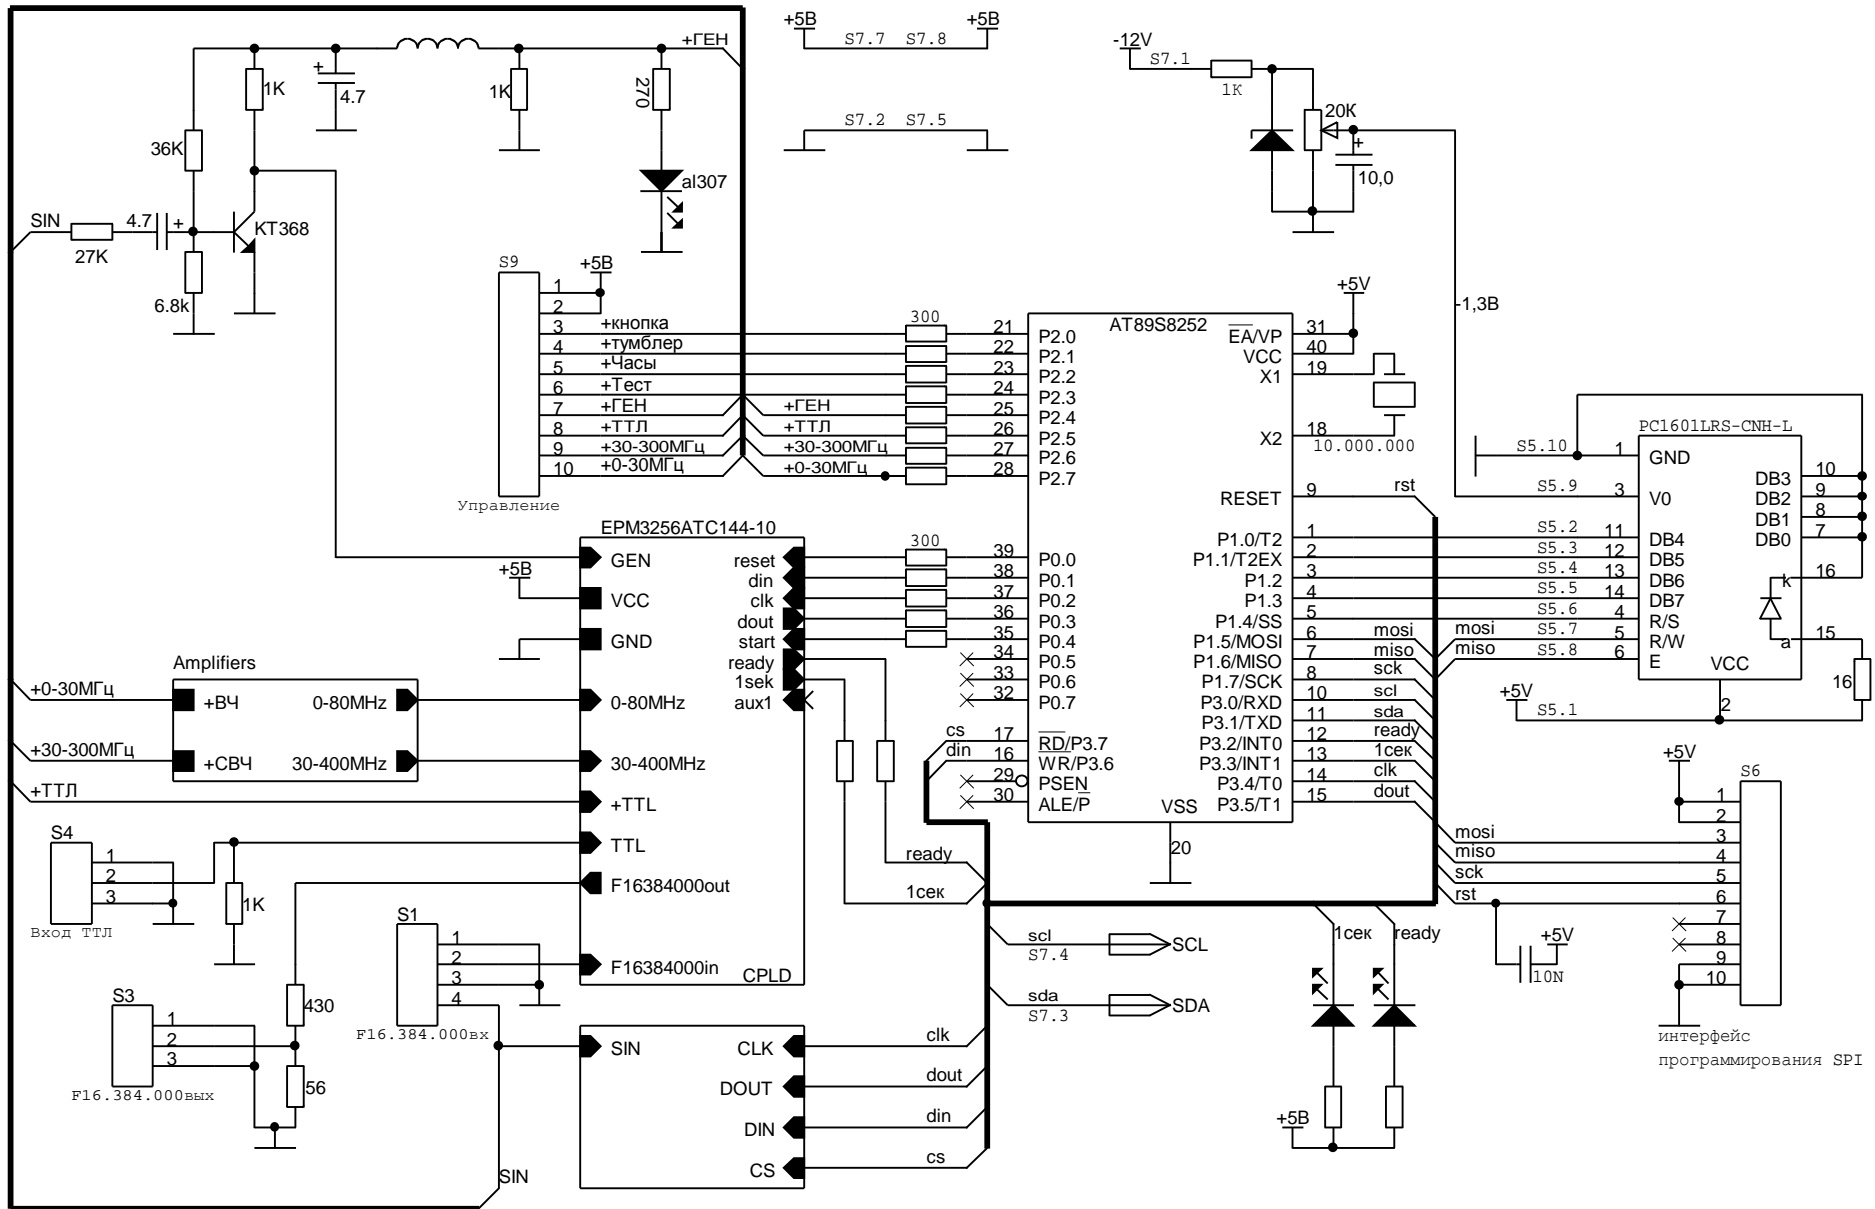 +5В
+5В
S7.7 S7.8
S7.2 S7.5
-12V
S7.1
1К
20К
+
10,0
-1,3В
+ГЕН
1K
+
4.7
1K
270
al307
36K
SIN
27K
4.7
+
KT368
6.8k
S9
+5В
1
2
3 +кнопка
4 +тумблер
5 +Часы
6 +Тест
7 +ГЕН
8 +ТТЛ
9 +30-300МГц
10 +0-30МГц
Управление
+ГЕН
+ТТЛ
+30-300МГц
+0-30МГц
300
AT89S8252
21 P2.0
22 P2.1
23 P2.2
24 P2.3
25 P2.4
26 P2.5
27 P2.6
28 P2.7
39 P0.0
38 P0.1
37 P0.2
36 P0.3
35 P0.4
34 P0.5
33 P0.6
32 P0.7
cs 17 RD/P3.7
din 16 WR/P3.6
29 PSEN
30 ALE/P
VSS
20
+5V
EA/VP 31
VCC 40
X1 19
X2 18
10.000.000
RESET 9 rst
P1.0/T2 1
P1.1/T2EX 2
P1.2 3
P1.3 4
P1.4/SS 5
P1.5/MOSI 6 mosi
P1.6/MISO 7 miso
P1.7/SCK 8 sck
P3.0/RXD 10 scl
P3.1/TXD 11 sda
P3.2/INT0 12 ready
P3.3/INT1 13 1сек
P3.4/T0 14 clk
P3.5/T1 15 dout
PC1601LRS-CNH-L
S5.10 1 GND
S5.9 3 V0
S5.2 11 DB4
S5.3 12 DB5
S5.4 13 DB6
S5.5 14 DB7
S5.6 4 R/S
mosi S5.7 5 R/W
miso S5.8 6 E
DB3 10
DB2 9
DB1 8
DB0 7
k 16
a 15
VCC
2
16
+5V
S5.1
EPM3256ATC144-10
GEN
+5В
VCC
GND
0-80MHz
30-400MHz
+TTL
TTL
F16384000out
F16384000in
CPLD
reset
din
clk
dout
start
ready
1sek
aux1
300
Amplifiers
+0-30МГц
+ВЧ 0-80MHz
+30-300МГц
+СВЧ 30-400MHz
+ТТЛ
S4
1
2
3
Вход ТТЛ
1K
S1
1
2
3
4
F16.384.000вх
S3
1
2
3
F16.384.000вых
430
56
SIN
SIN
CLK
DOUT
DIN
CS
clk
dout
din
cs
ready
1сек
scl
S7.4
SCL
sda
S7.3
SDA
1сек
ready
+5В
+5V
S6
1
2
mosi 3
miso 4
sck 5
rst 6
7
8
9
10
+5V
10N
интерфейс
программирования SPI